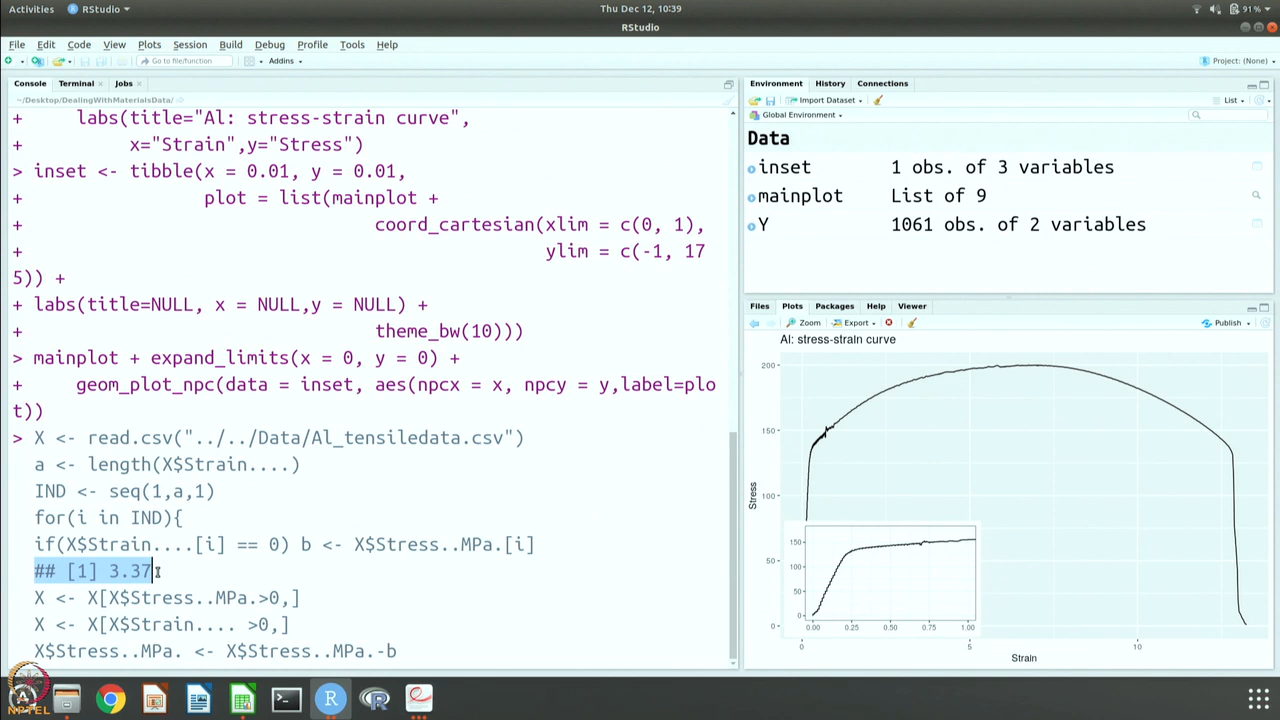 Activities
RStudio
Thu Dec 12, 10:39
91%
RStudio
File Edit Code View Plots Session Build Debug Profile Tools Help
Go to file/function
Addins
Project: (None)
Console Terminal Jobs
~/Desktop/DealingWithMaterialsData/
+ labs(title="Al: stress-strain curve",
+ x="Strain",y="Stress")
> inset <- tibble(x = 0.01, y = 0.01,
+ plot = list(mainplot +
+ coord_cartesian(xlim = c(0, 1),
+ ylim = c(-1, 17
5)) +
+ labs(title=NULL, x = NULL,y = NULL) +
+ theme_bw(10)))
> mainplot + expand_limits(x = 0, y = 0) +
+ geom_plot_npc(data = inset, aes(npcx = x, npcy = y,label=plo
t))
> X <- read.csv("../../Data/Al_tensiledata.csv")
a <- length(X$Strain....)
IND <- seq(1,a,1)
for(i in IND){
if(X$Strain....[i] == 0) b <- X$Stress..MPa.[i]
## [1] 3.37
X <- X[X$Stress..MPa.>0,]
X <- X[X$Strain.... >0,]
X$Stress..MPa. <- X$Stress..MPa.-b
Environment History Connections
Import Dataset
List
Global Environment
Data
inset 1 obs. of 3 variables
mainplot List of 9
Y 1061 obs. of 2 variables
Files Plots Packages Help Viewer
Zoom Export Publish
Al: stress-strain curve
200
150
100
50
0
Stress
0 5 10
Strain
150
100
50
0
0.00 0.25 0.50 0.75 1.00
NPTEL